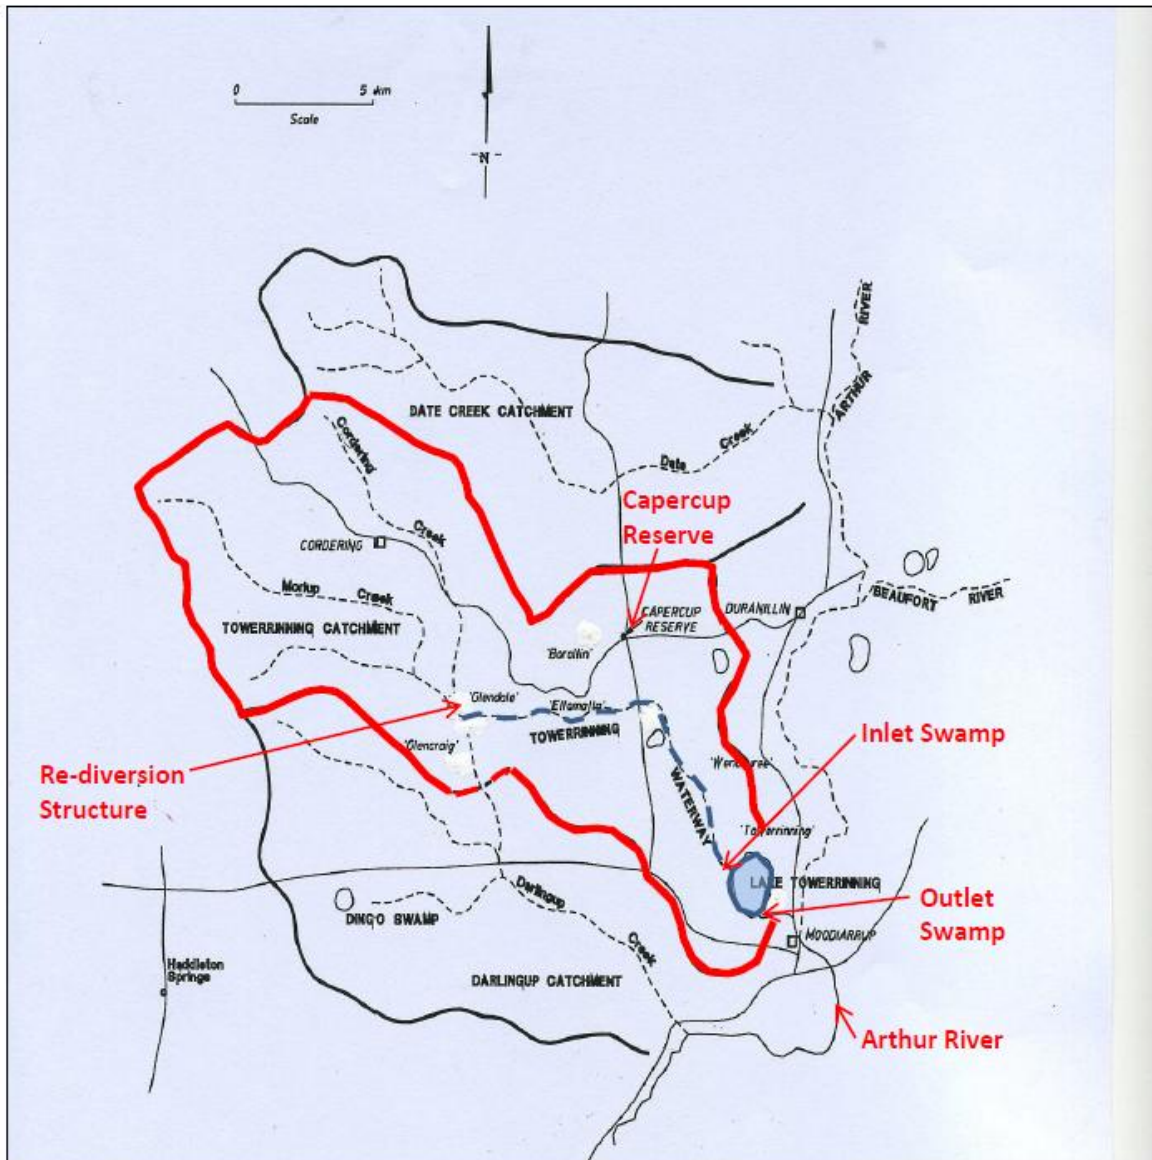 0 5 km
Scale
N
RIVER
ARTHUR
DATE CREEK CATCHMENT
Cordering
Creek
Date Creek
Capercup
Reserve
CORDERING
Morlup Creek
BEAUFORT RIVER
CAPERCUP
RESERVE
DURANILLIN
TOWERRINNING CATCHMENT
'Barallin'
'Glendale'
'Ellamalla'
TOWERRINNING
'Glencraig'
Inlet Swamp
Re-diversion
Structure
WATERWAY
'Towerrinning'
LAKE TOWERRINNING
Outlet
Swamp
Darlingup
Creek
DINGO SWAMP
MOODIARRUP
Haddleton
Springs
DARLINGUP CATCHMENT
Arthur River